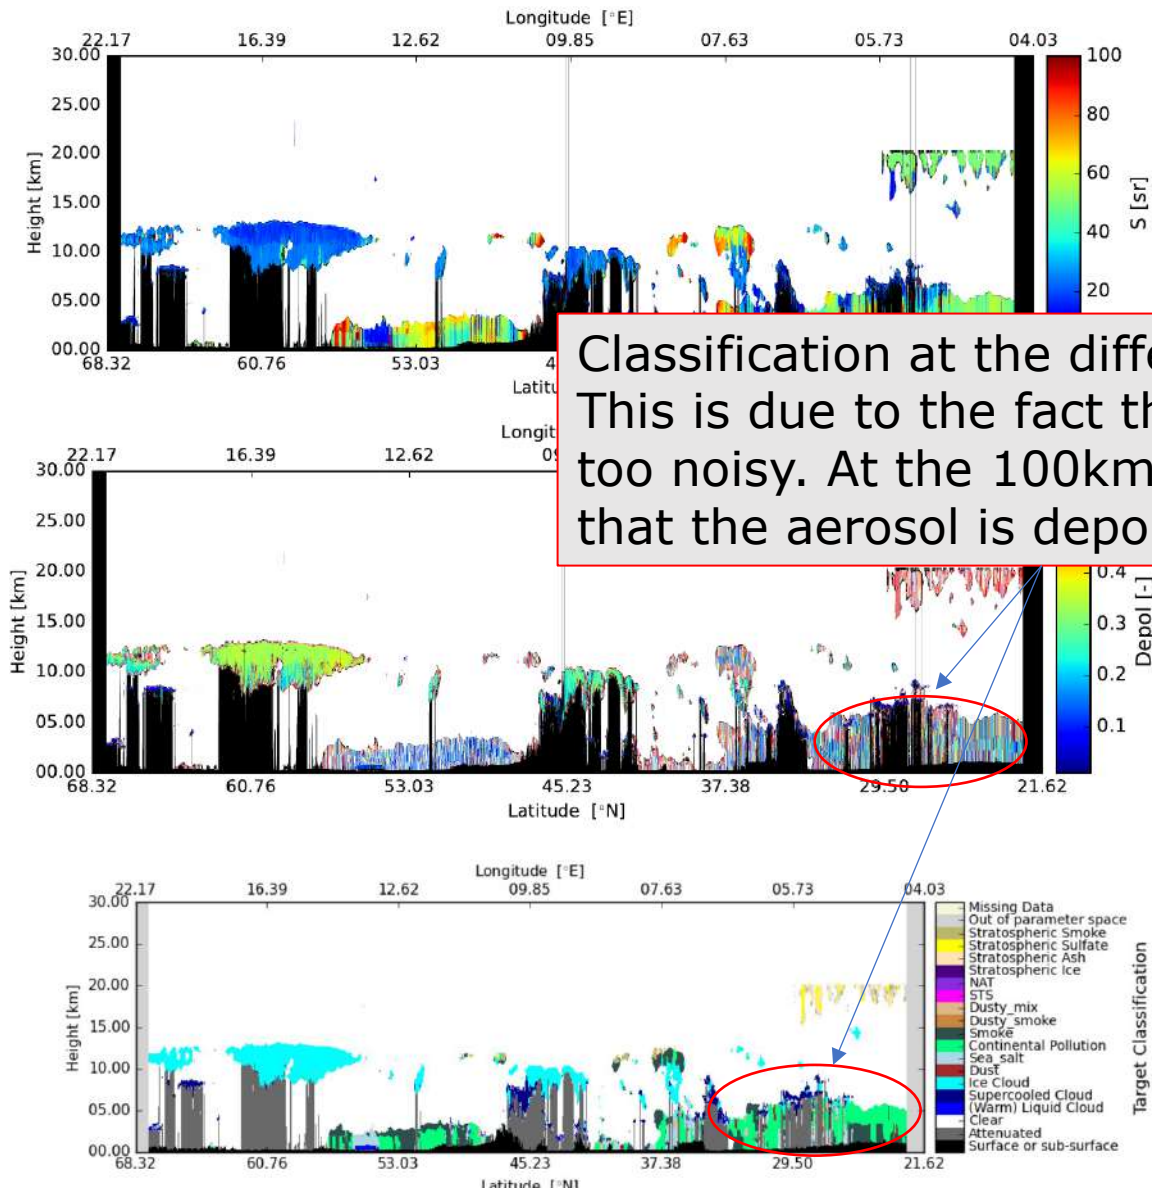 Longitude [°E]
22.17 16.39 12.62 09.85 07.63 05.73 04.03
30.00
25.00
20.00
15.00
10.00
05.00
00.00
Height [km]
100
80
60
40
20
S [sr]
68.32 60.76 53.03 4
Latitu
Classification at the diffe
This is due to the fact th
too noisy. At the 100km
that the aerosol is depo
Longit
22.17 16.39 12.62 09
30.00
25.00
20.00
15.00
10.00
05.00
00.00
Height [km]
0.4
0.3
0.2
0.1
Depol [-]
68.32 60.76 53.03 45.23 37.38 29.50 21.62
Latitude [°N]
Longitude [°E]
22.17 16.39 12.62 09.85 07.63 05.73 04.03
30.00
25.00
20.00
15.00
10.00
05.00
00.00
Height [km]
Missing Data
Out of parameter space
Stratospheric Smoke
Stratospheric Sulfate
Stratospheric Ash
Stratospheric Ice
NAT
STS
Dusty_mix
Dusty_smoke
Smoke
Continental Pollution
Sea_salt
Dust
Ice Cloud
Supercooled Cloud
(Warm) Liquid Cloud
Clear
Attenuated
Surface or sub-surface
Target Classification
68.32 60.76 53.03 45.23 37.38 29.50 21.62
Latitude [°N]